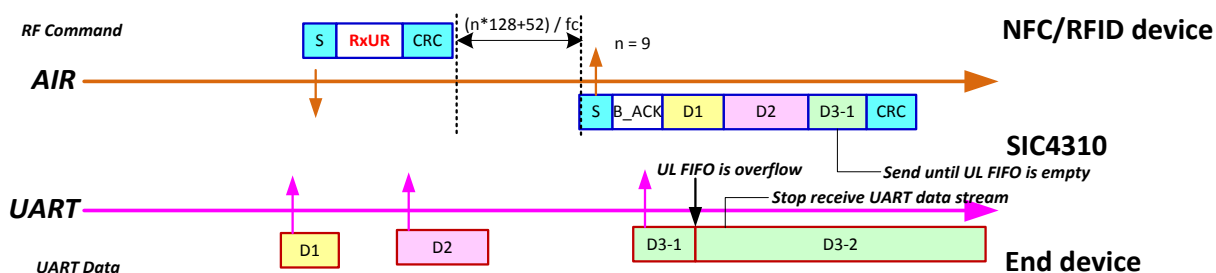 RF Command
S RxUR CRC
(n*128+52) / fc
n = 9
NFC/RFID device
AIR
S B_ACK D1 D2 D3-1 CRC
SIC4310
UL FIFO is overflow
Send until UL FIFO is empty
Stop receive UART data stream
UART
D1 D2 D3-1 D3-2
End device
UART Data